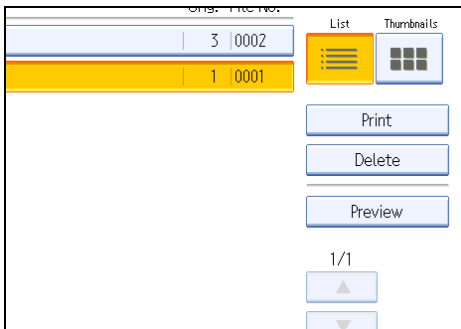 Orig. File No.
List Thumbnails
3 0002
1 0001
Print
Delete
Preview
1/1